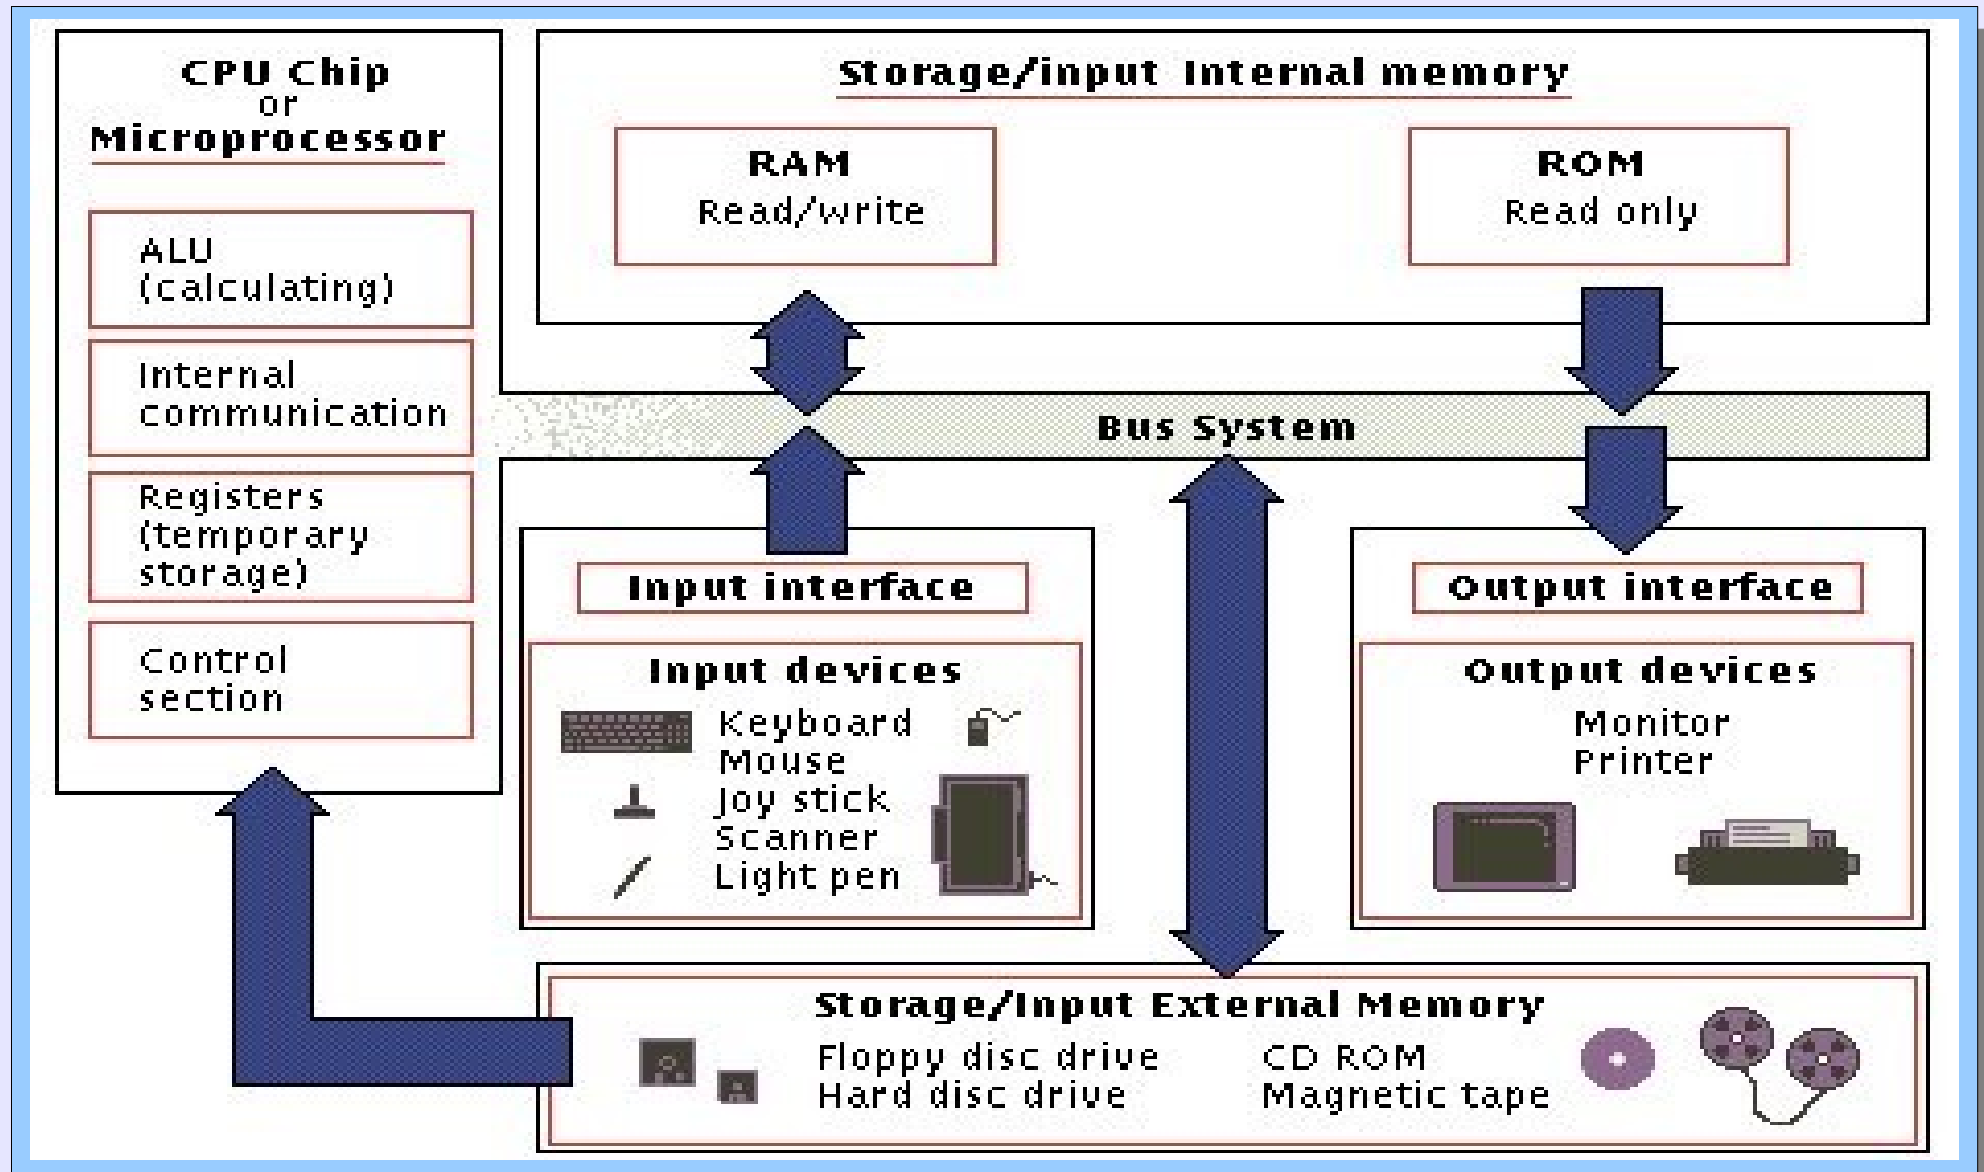 CPU Chip
or
Microprocessor
ALU
(calculating)
Internal
communication
Registers
(temporary
storage)
Control
section
Storage/input Internal memory
RAM
Read/write
ROM
Read only
Bus System
Input interface
Input devices
Keyboard
Mouse
Joy stick
Scanner
Light pen
Output interface
Output devices
Monitor
Printer
Storage/Input External Memory
Floppy disc drive
Hard disc drive
CD ROM
Magnetic tape